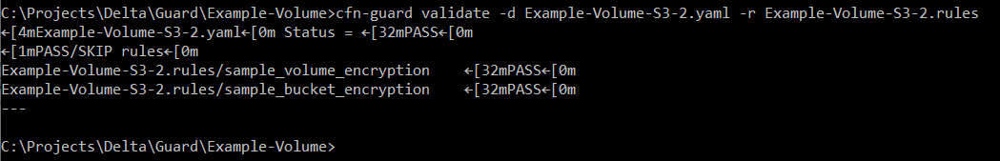 C:\Projects\Delta\Guard\Example-Volume>cfn-guard validate -d Example-Volume-S3-2.yaml -r Example-Volume-S3-2.rules
←[4mExample-Volume-S3-2.yaml←[0m Status = ←[32mPASS←[0m
←[1mPASS/SKIP rules←[0m
Example-Volume-S3-2.rules/sample_volume_encryption    ←[32mPASS←[0m
Example-Volume-S3-2.rules/sample_bucket_encryption    ←[32mPASS←[0m
---
C:\Projects\Delta\Guard\Example-Volume>